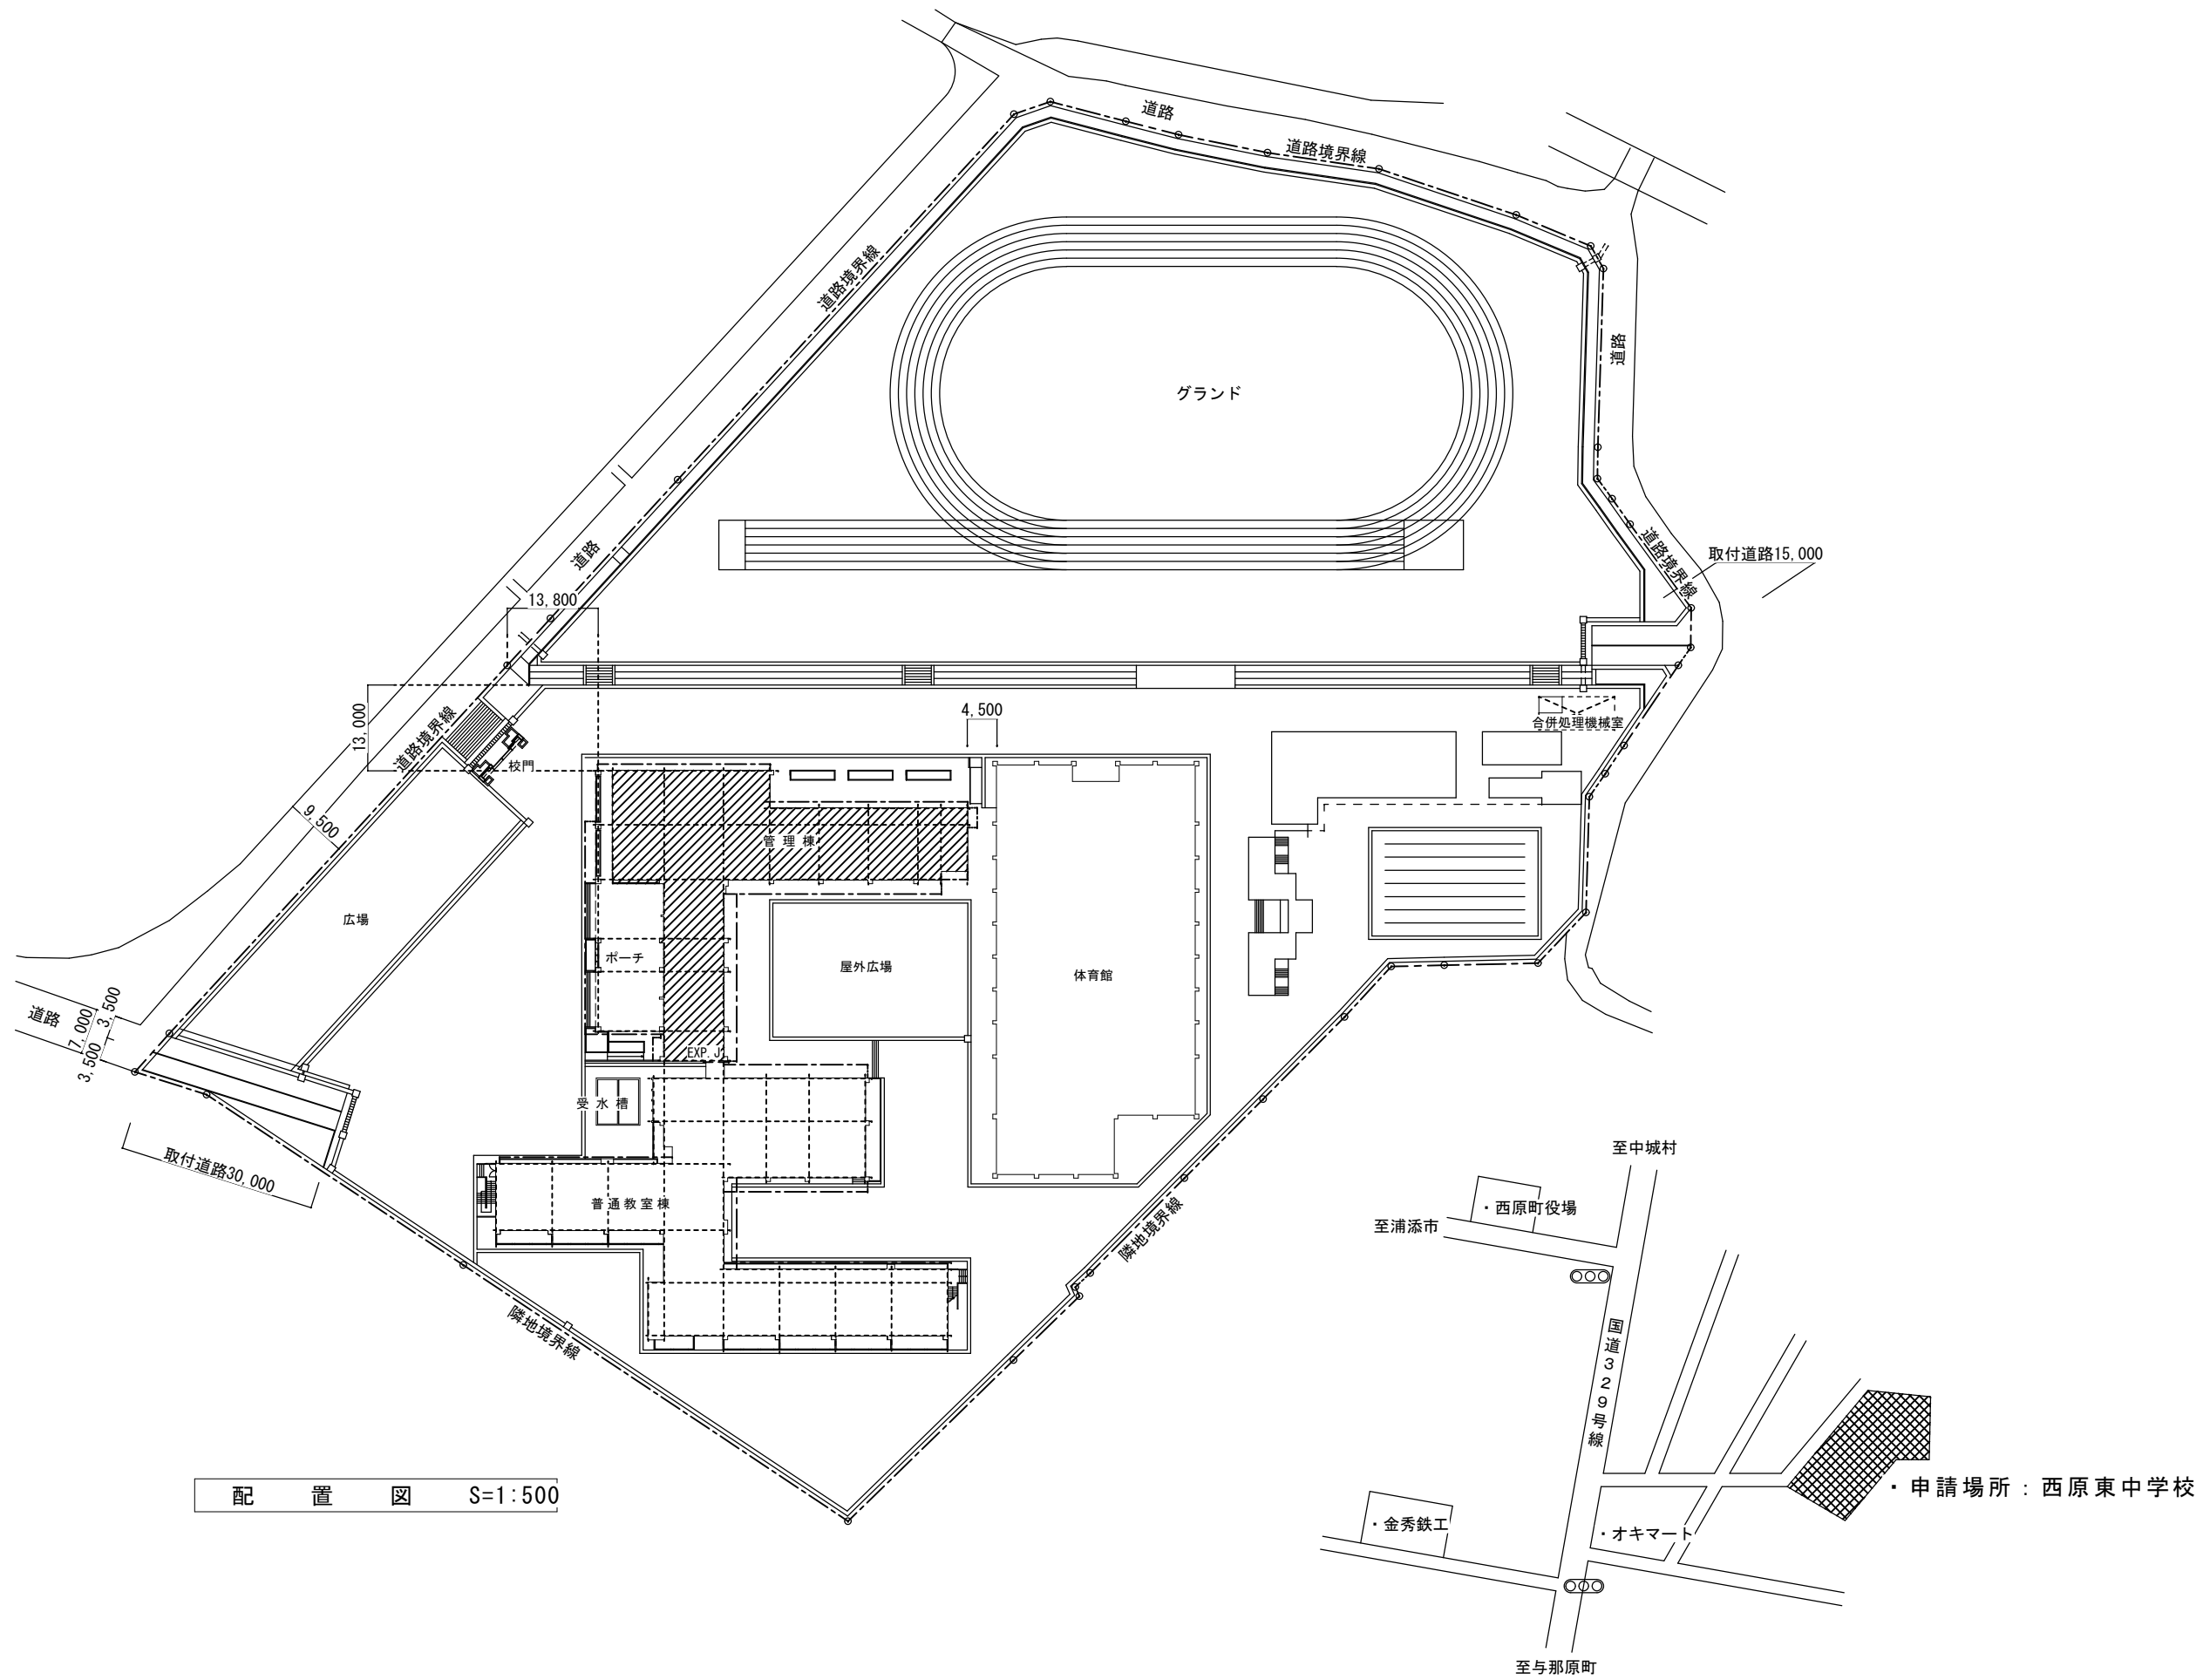 道路
道路境界線
道路境界線
グランド
道路
道路境界線
取付道路15,000
道路
13,800
13,000
道路境界線
校門
4,500
合併処理機械室
9,500
管理棟
広場
ポーチ
屋外広場
体育館
道路
7,000
3,500
3,500
EXP.J
受水槽
取付道路30,000
普通教室棟
隣地境界線
隣地境界線
至中城村
・西原町役場
至浦添市
国道329号線
・申請場所：西原東中学校
・金秀鉄工
・オキマート
至与那原町
配置図 S=1:500